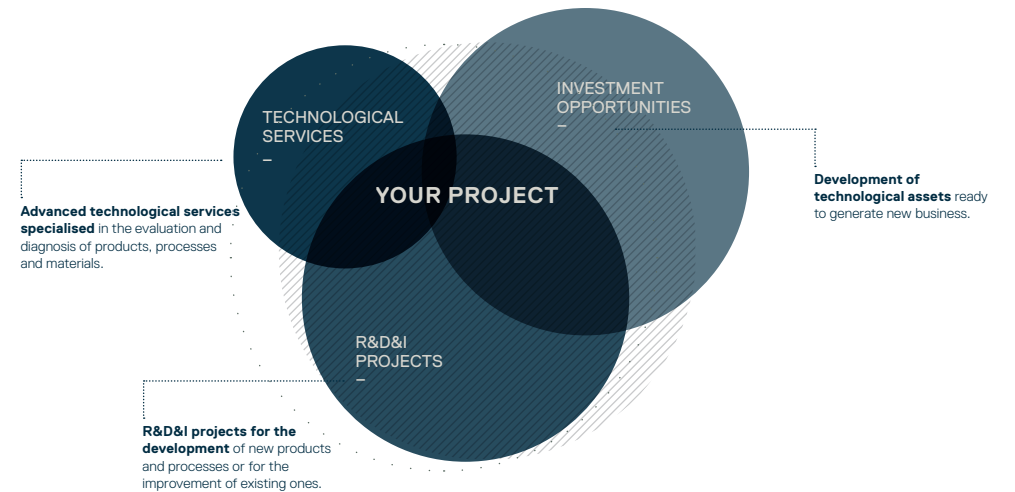 TECHNOLOGICAL
SERVICES
–
INVESTMENT
OPPORTUNITIES
–
YOUR PROJECT
R&D&I
PROJECTS
–
Advanced technological services
specialised in the evaluation and
diagnosis of products, processes
and materials.
Development of
technological assets ready
to generate new business.
R&D&I projects for the
development of new products
and processes or for the
improvement of existing ones.